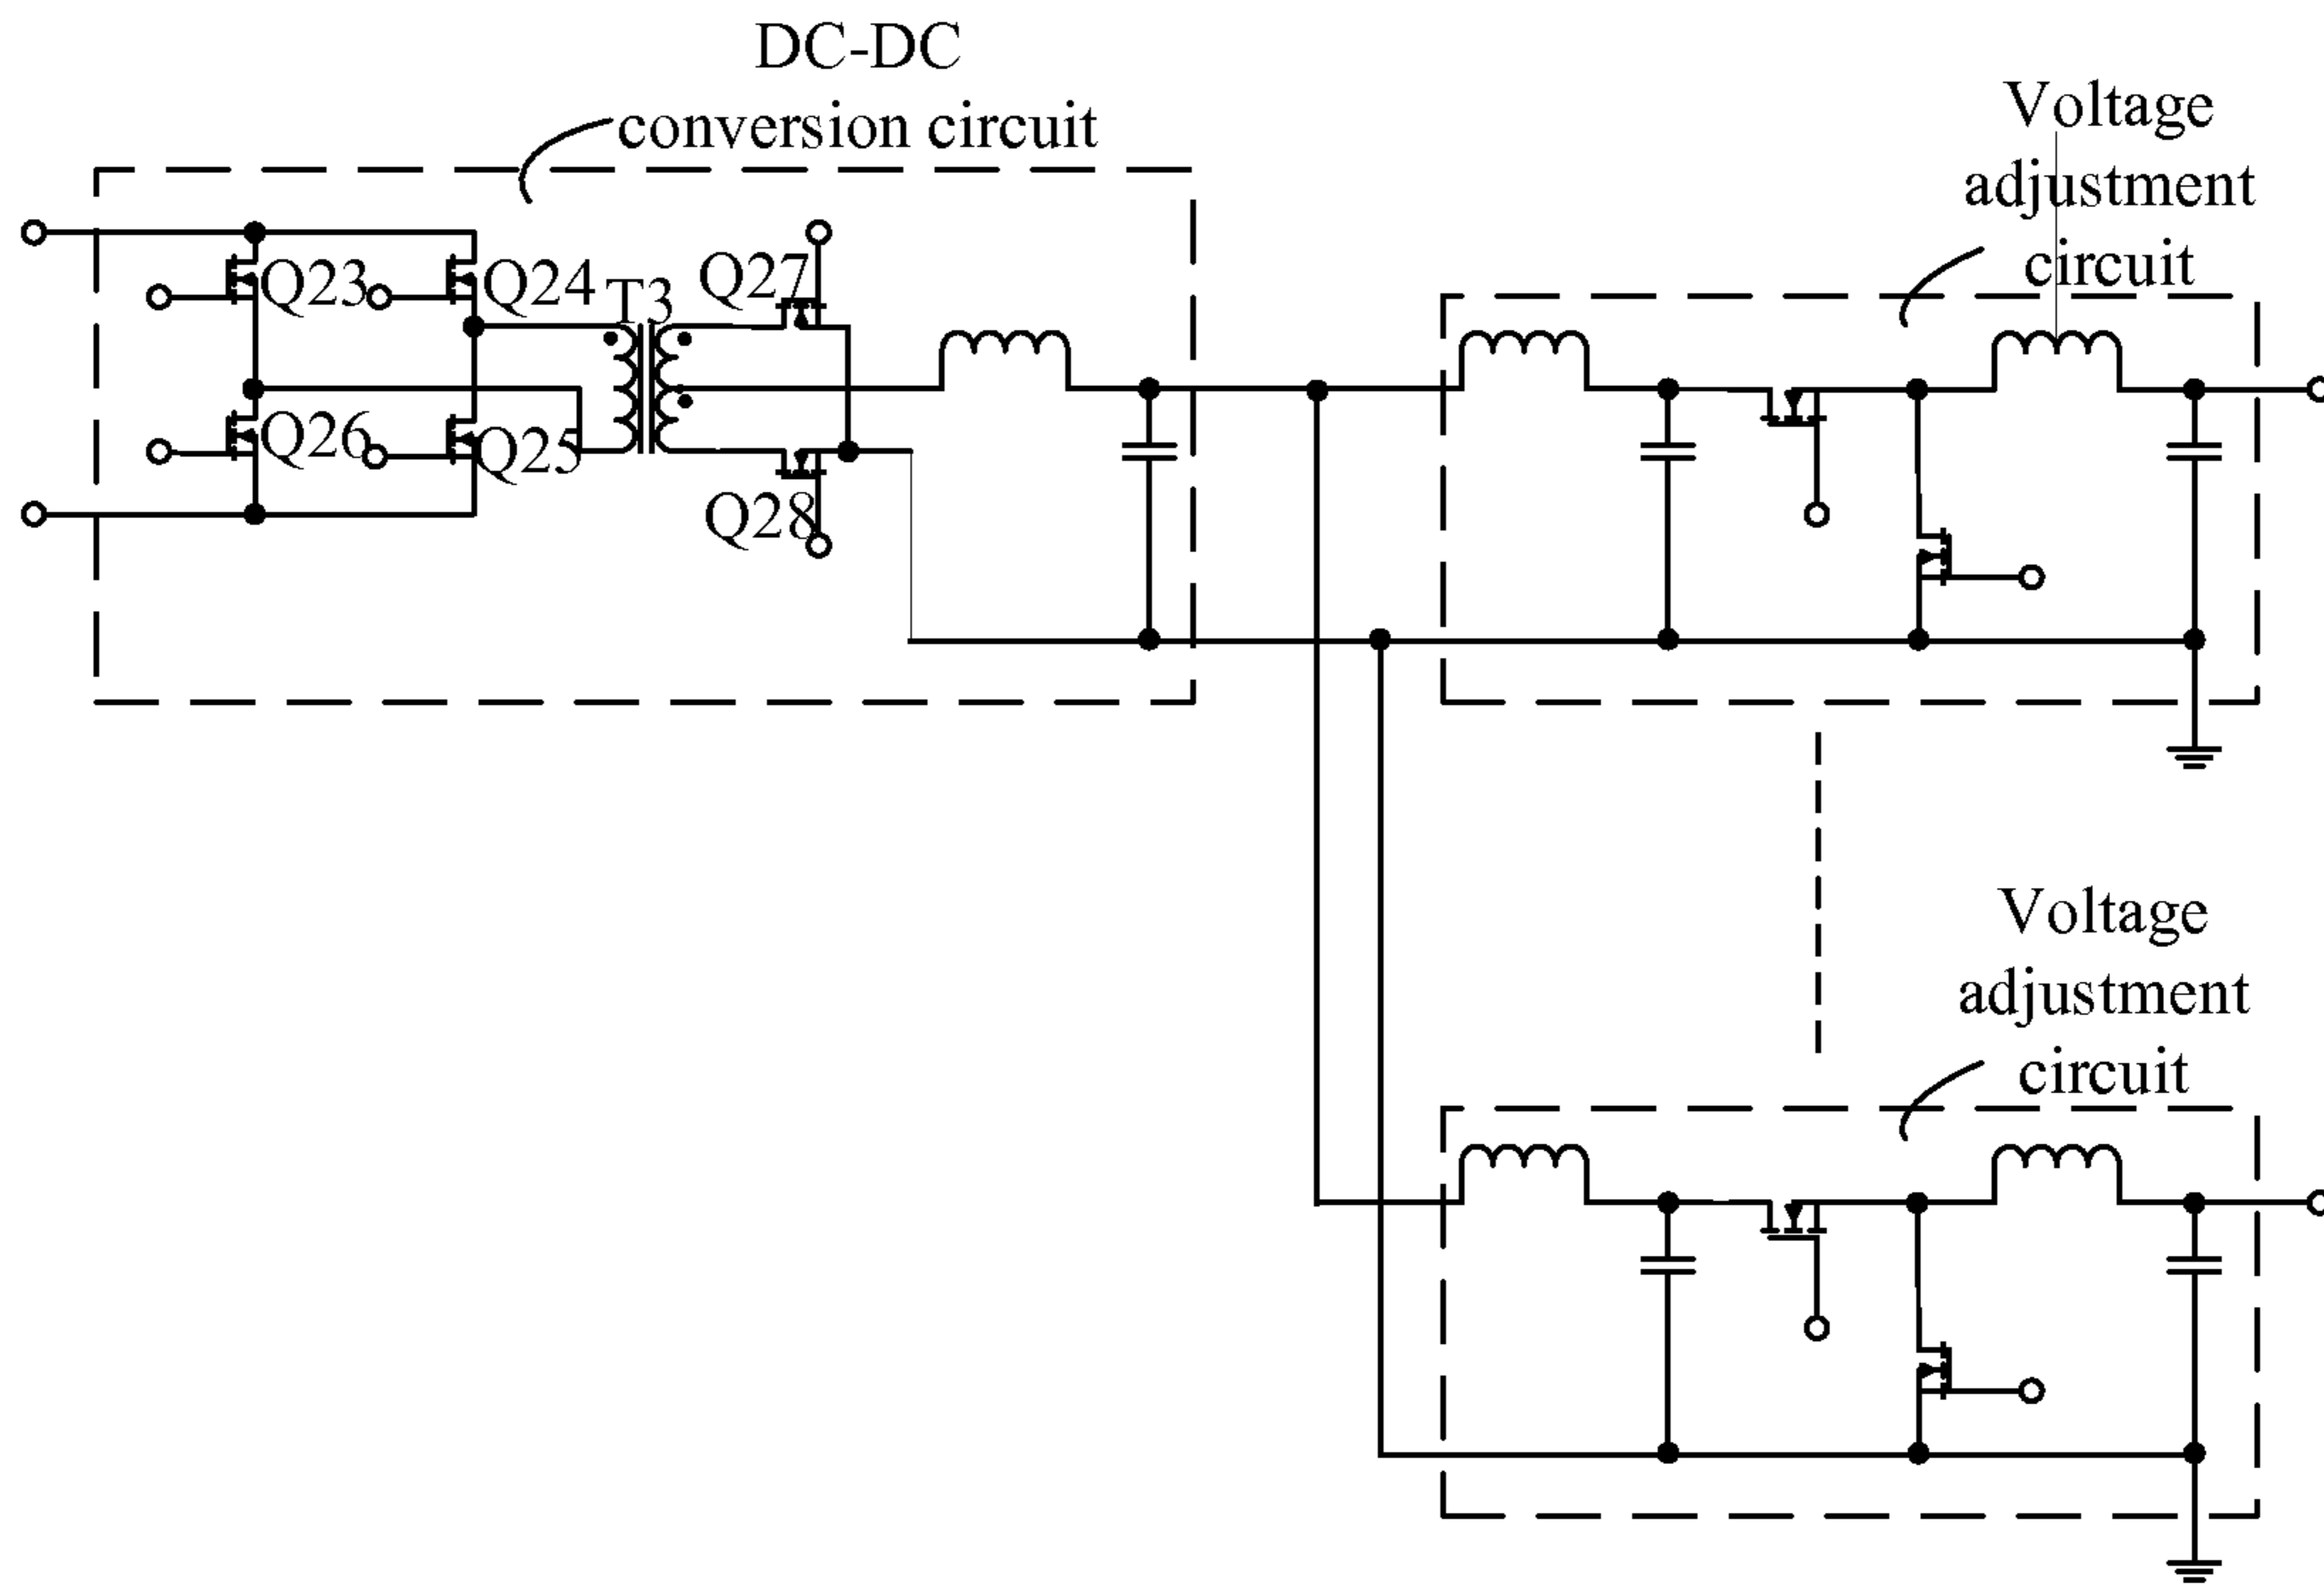 DC-DC
conversion circuit
Voltage
adjustment
circuit
Q23
Q24
T3
Q27
Q26
Q25
Q28
Voltage
adjustment
circuit